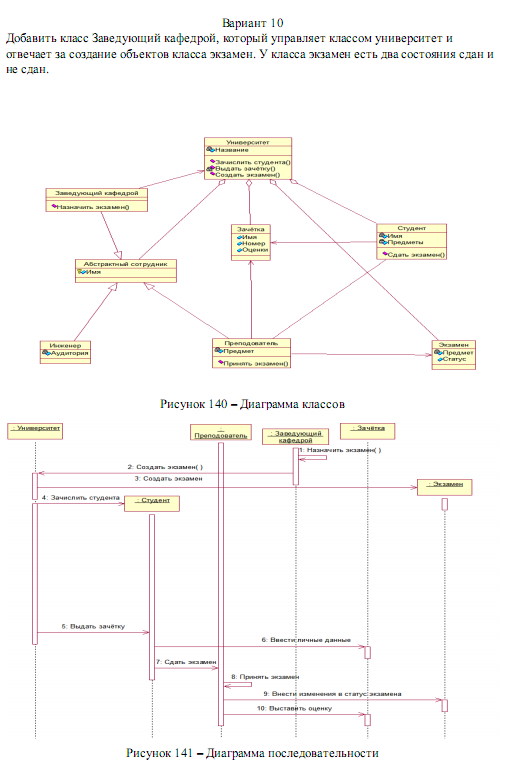 Вариант 10
Добавить класс Заведующий кафедрой, который управляет классом университет и
отвечает за создание объектов класса экзамен. У класса экзамен есть два состояния сдан и
не сдан.
Университет
Название
Зачислить студента()
Выдать зачётку()
Создать экзамен()
Заведующий кафедрой
Назначить экзамен()
Зачётка
Имя
Номер
Оценки
Студент
Имя
Предметы
Сдать экзамен()
Абстрактный сотрудник
Имя
Инженер
Аудитория
Преподователь
Предмет
Принять экзамен()
Экзамен
Предмет
Статус
Рисунок 140 – Диаграмма классов
: Университет
:
Преподователь
: Заведующий
кафедрой
: Зачётка
1: Назначить экзамен( )
2: Создать экзамен( )
3: Создать экзамен
: Экзамен
4: Зачислить студента
: Студент
5: Выдать зачётку
6: Ввести личные данные
7: Сдать экзамен
8: Принять экзамен
9: Внести изменения в статус экзамена
10: Выставить оценку
Рисунок 141 – Диаграмма последовательности